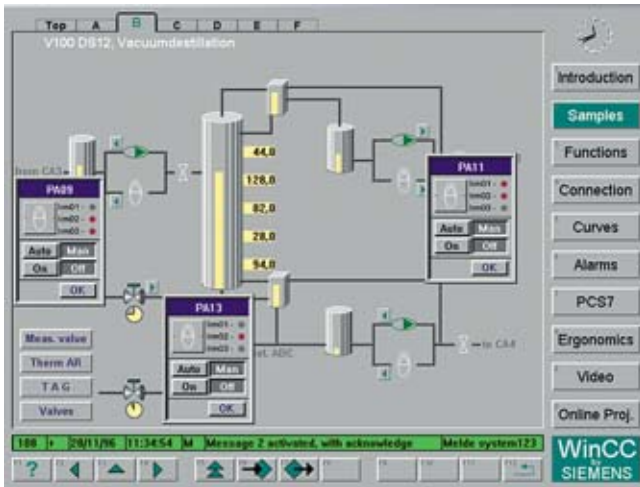 Top A B C D E F
V100 DS12, Vacuumdestillation
Introduction
Samples
Functions
Connection
Curves
Alarms
PCS7
Ergonomics
Video
Online Proj.
from CA3
44,0
128,0
82,0
28,0
94,0
PA09
Auto Man
On Off
OK
PA11
Auto Man
On Off
OK
PA13
Auto Man
On Off
OK
to CA4
Meas. value
Therm AR
T A G
Valves
188 + 28/11/96 11:34:54 M Message 2 activated, with acknowledge Melde system123
?
WinCC
by
SIEMENS